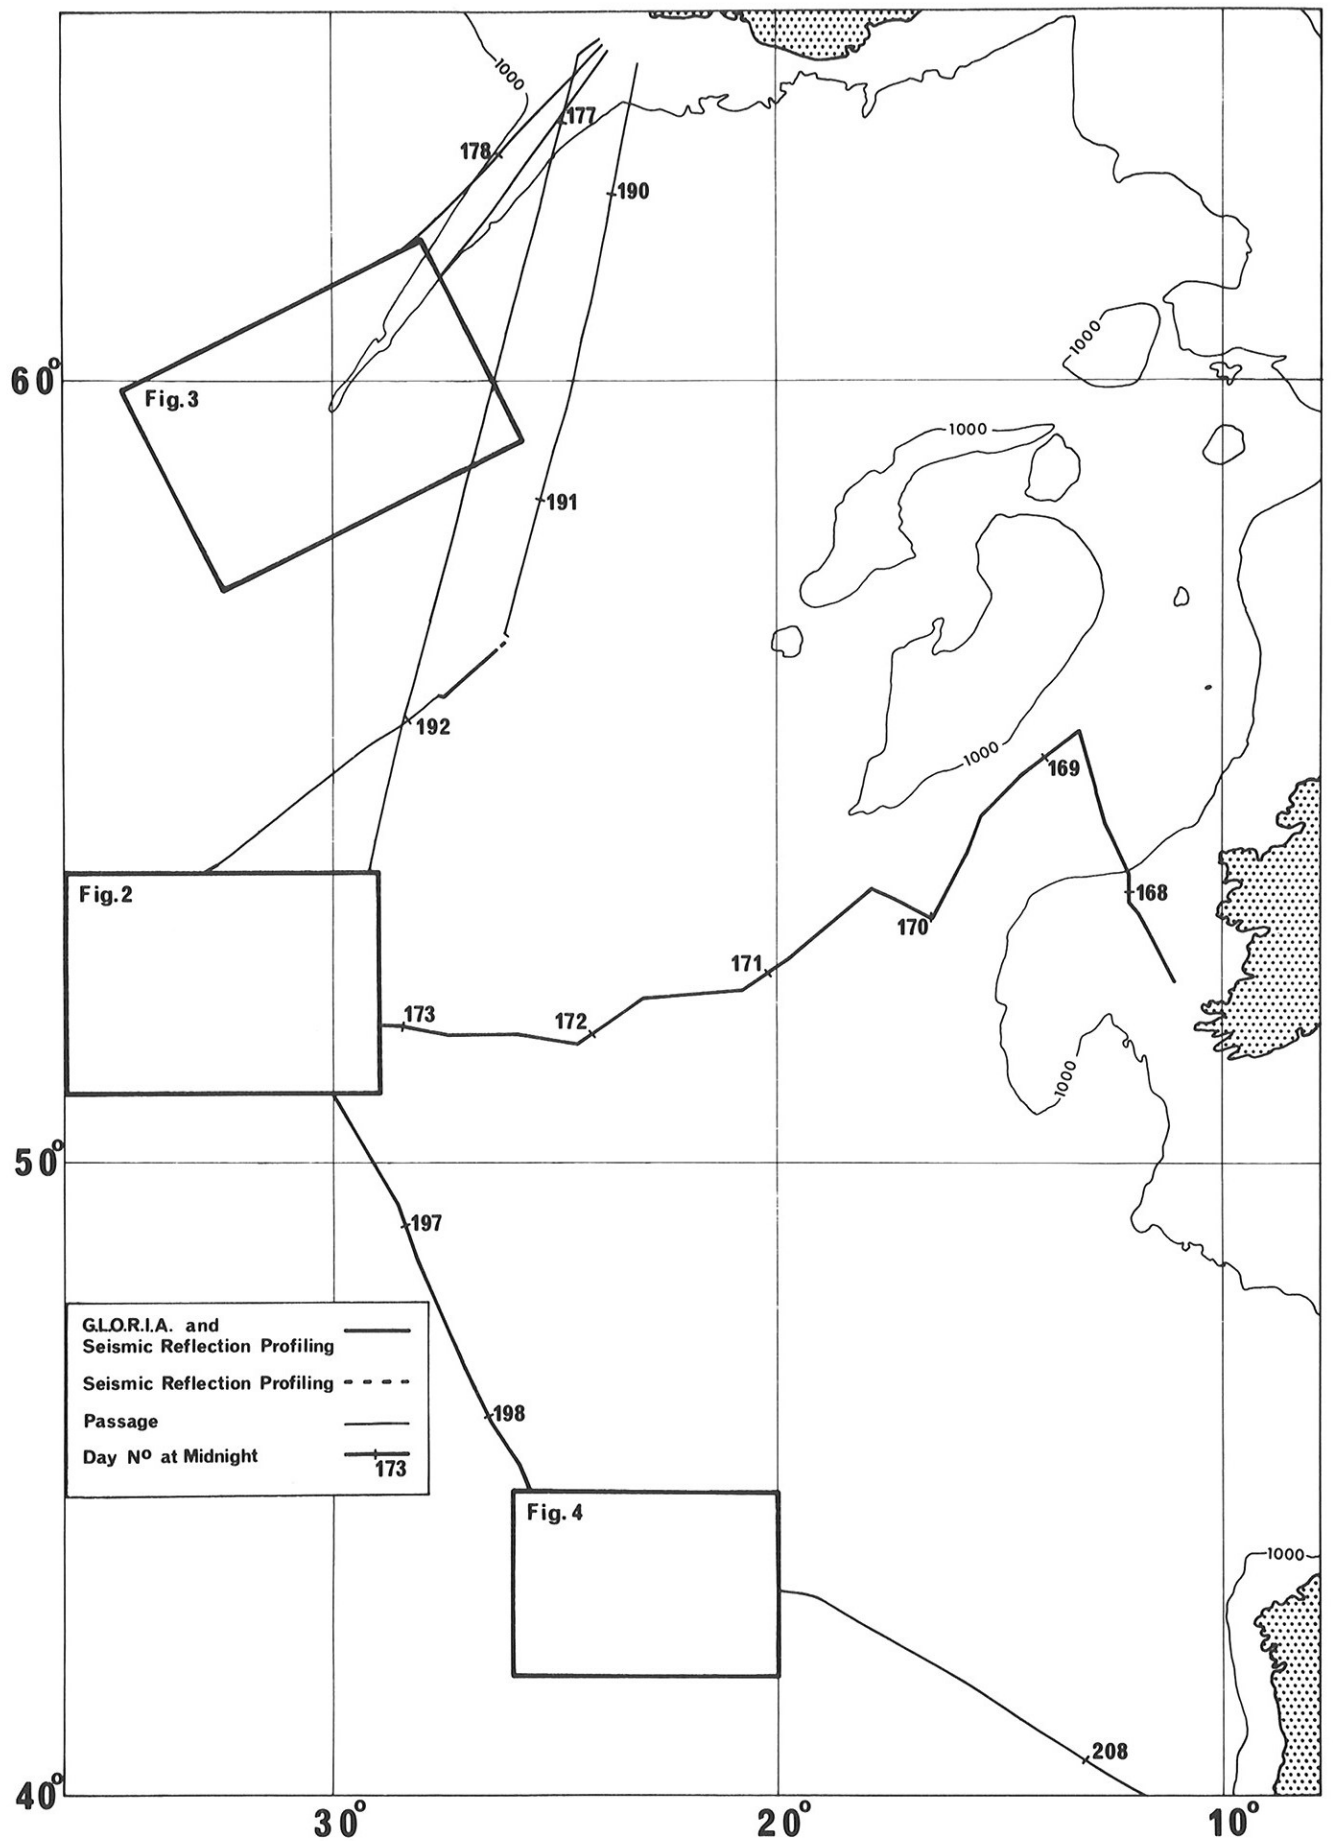 1000
177
178
190
60°
1000
Fig.3
1000
191
192
1000
169
Fig.2
168
170
171
173
172
1000
50°
197
G.L.O.R.I.A. and
Seismic Reflection Profiling
Seismic Reflection Profiling
Passage
198
Day Nº at Midnight
173
Fig. 4
1000
208
40°
30° 20° 10°